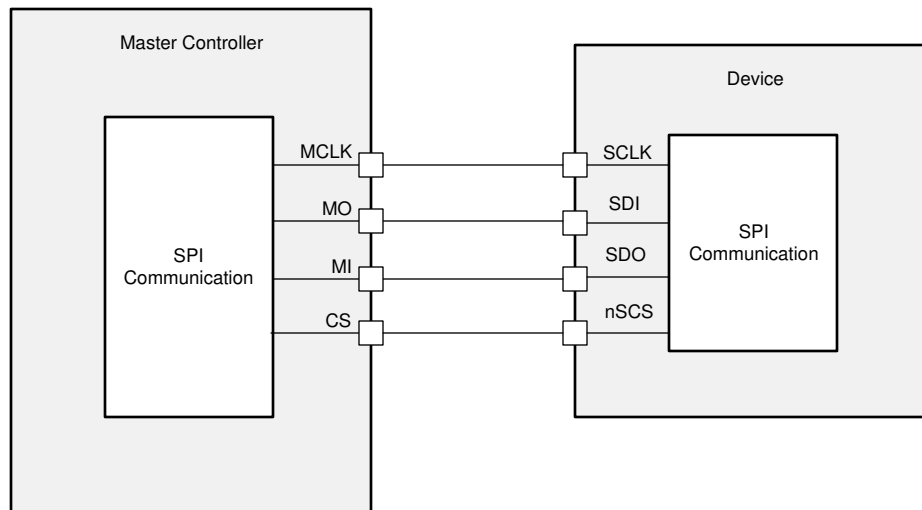 Master Controller
Device
MCLK
SCLK
MO
SDI
SPI
Communication
SPI
Communication
MI
SDO
CS
nSCS